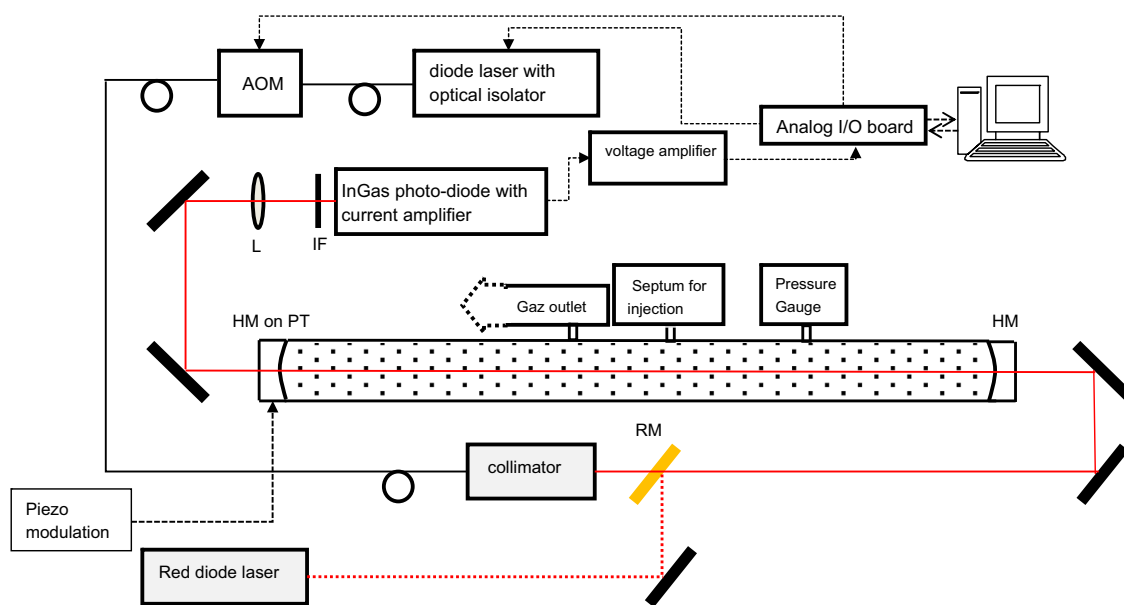 AOM
diode laser with
optical isolator
Analog I/O board
voltage amplifier
InGas photo-diode with
current amplifier
L
IF
Gaz outlet
Septum for
injection
Pressure
Gauge
HM on PT
HM
RM
collimator
Piezo
modulation
Red diode laser